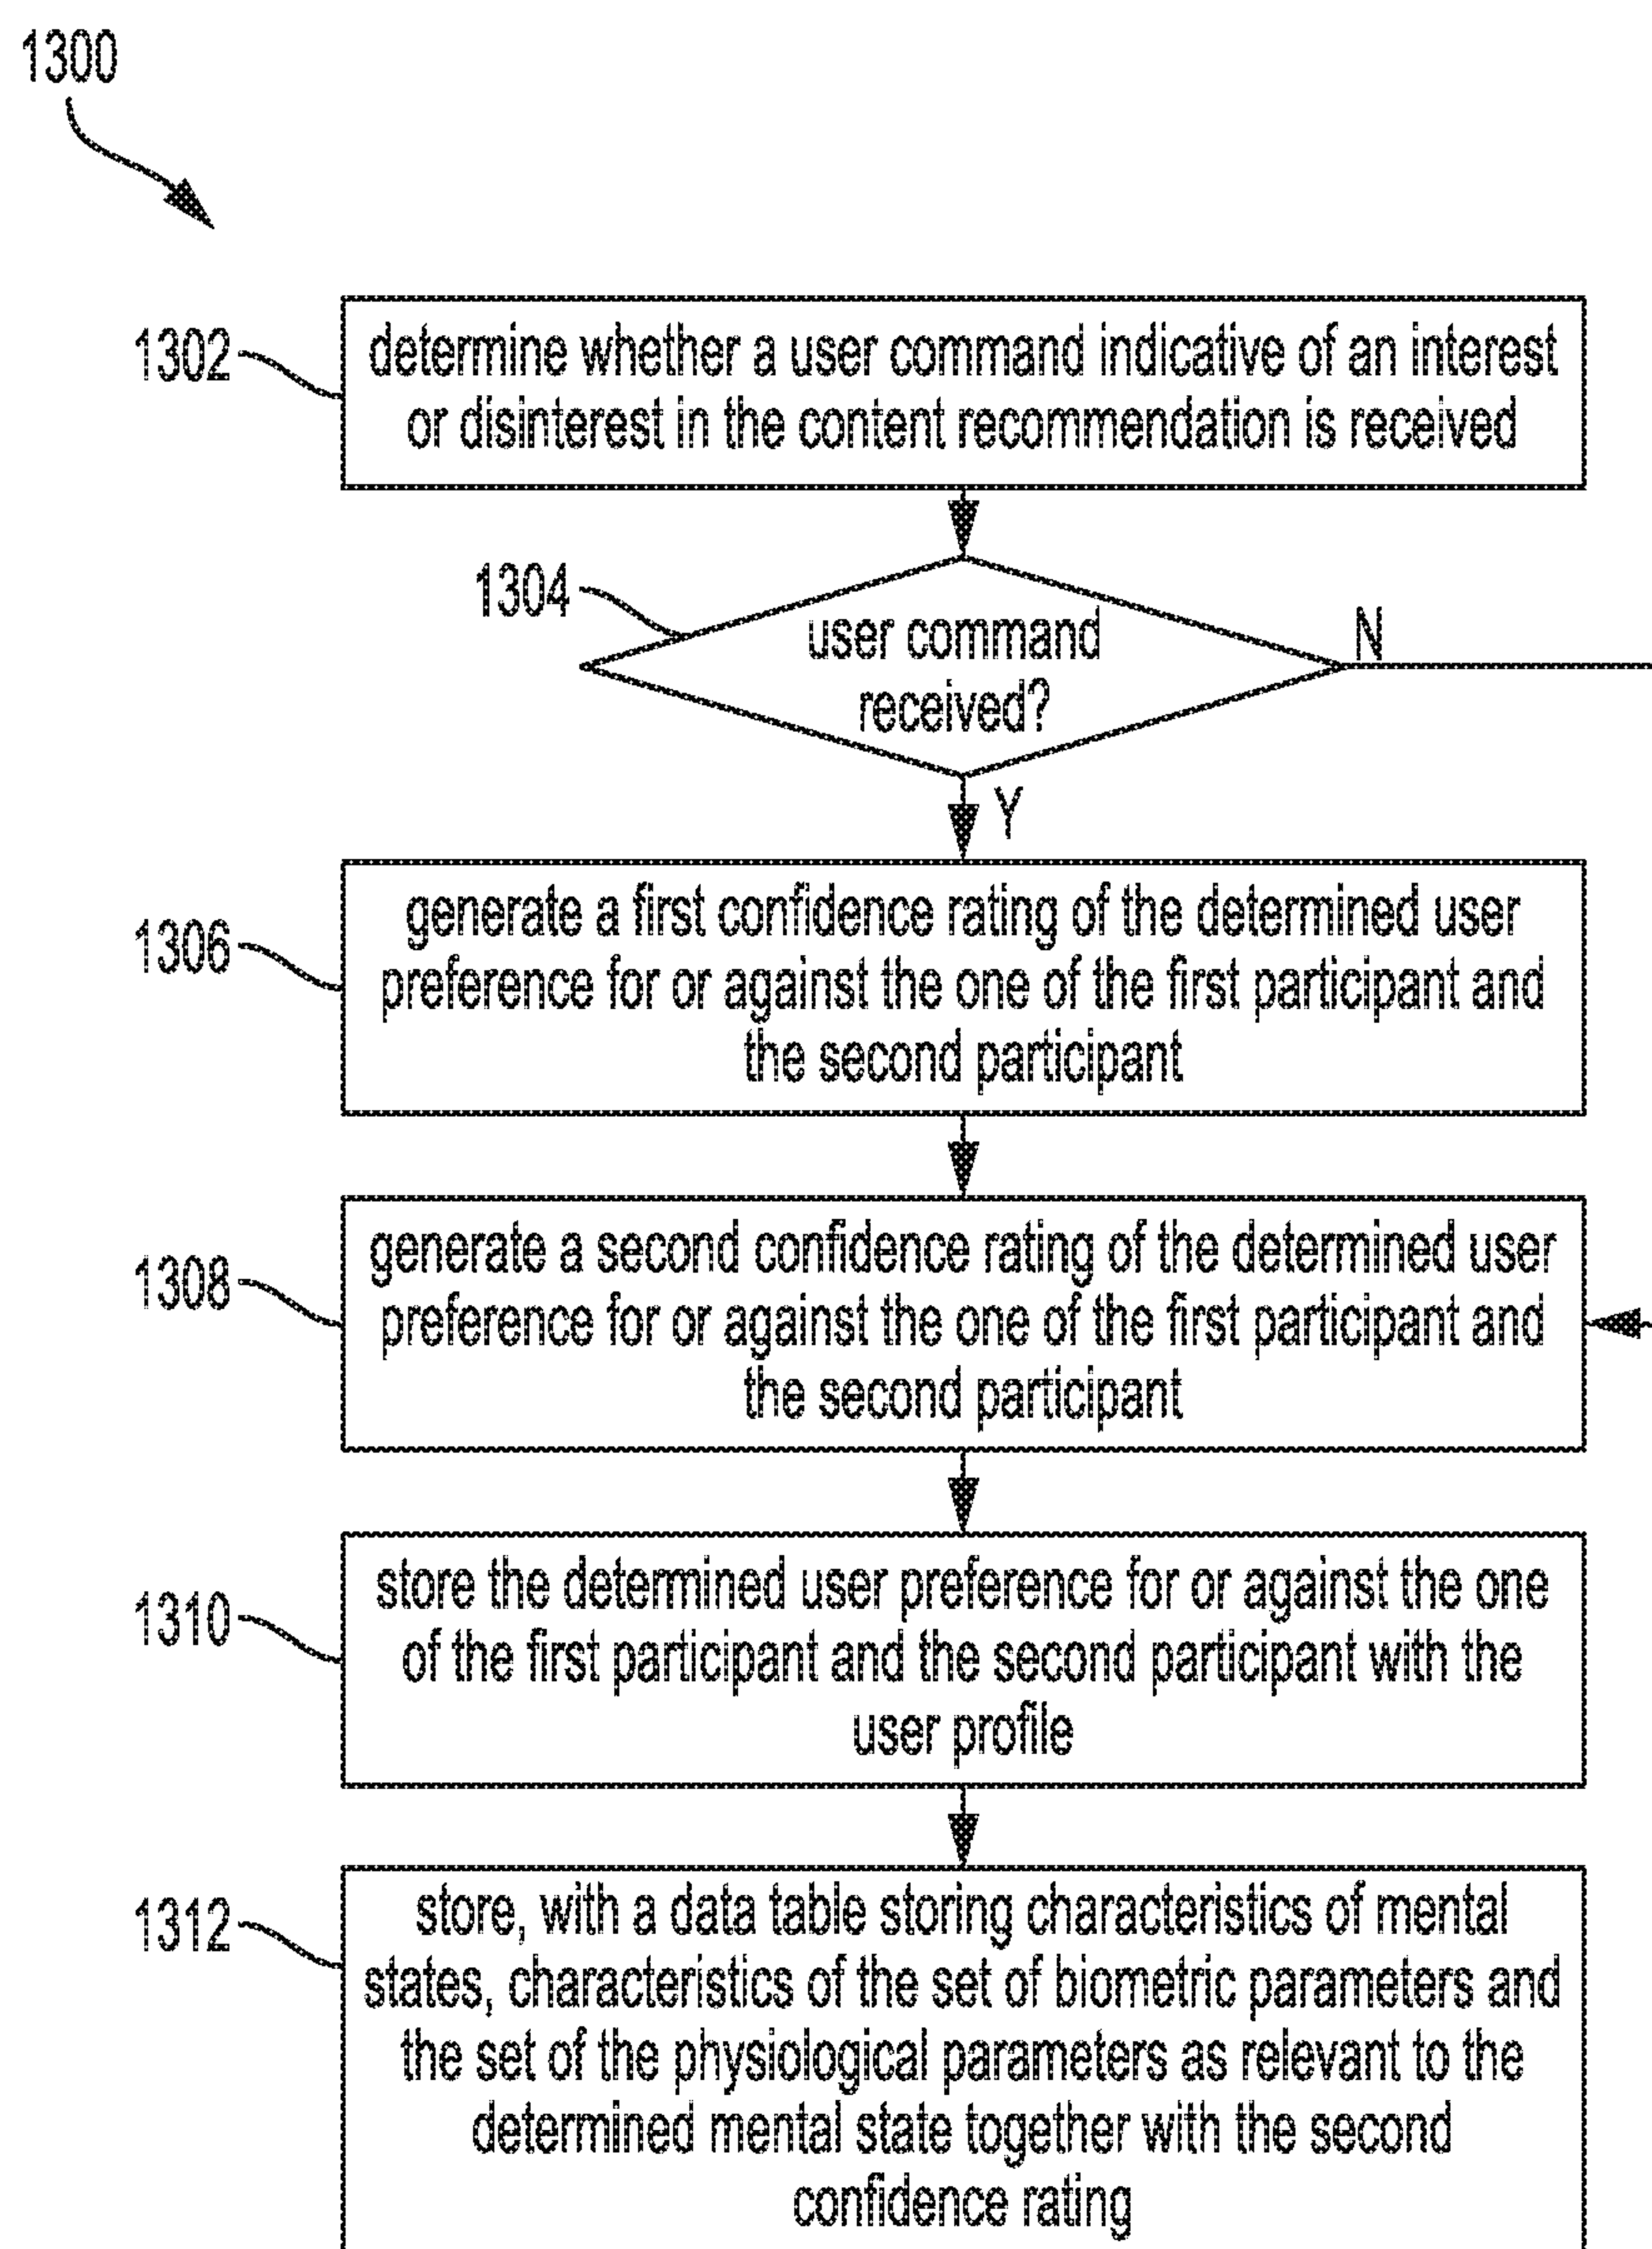 1300
1302
determine whether a user command indicative of an interest
or disinterest in the content recommendation is received
1304
user command
received?
N
Y
1306
generate a first confidence rating of the determined user
preference for or against the one of the first participant and
the second participant
1308
generate a second confidence rating of the determined user
preference for or against the one of the first participant and
the second participant
1310
store the determined user preference for or against the one
of the first participant and the second participant with the
user profile
1312
store, with a data table storing characteristics of mental
states, characteristics of the set of biometric parameters and
the set of the physiological parameters as relevant to the
determined mental state together with the second
confidence rating